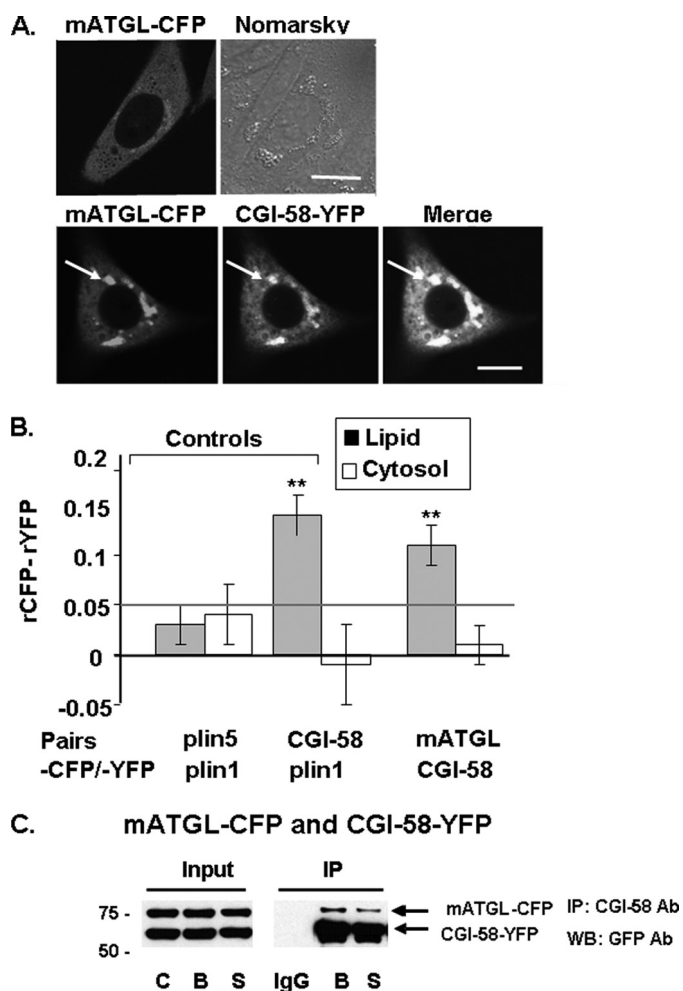 A.
mATGL-CFP Nomarsky
mATGL-CFP CGI-58-YFP Merge
B.
Controls
Lipid
Cytosol
rCFP-rYFP
0.2
0.15
0.1
0.05
0
-0.05
** **
Pairs plin5 CGI-58 mATGL
-CFP/-YFP plin1 plin1 CGI-58
C. mATGL-CFP and CGI-58-YFP
Input IP
75 - mATGL-CFP IP: CGI-58 Ab
CGI-58-YFP WB: GFP Ab
50 -
C B S IgG B S